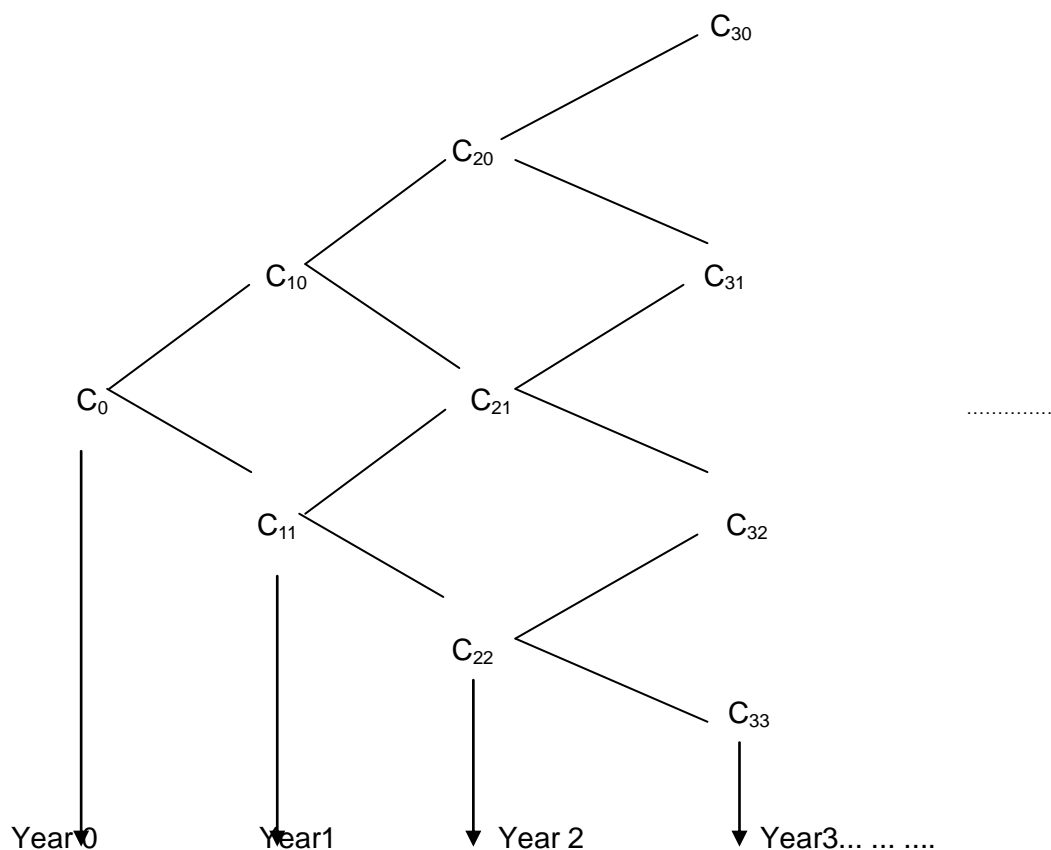 C₃₀
C₂₀
C₁₀
C₃₁
C₀
C₂₁
..............
C₁₁
C₃₂
C₂₂
C₃₃
Year 0 Year1 Year 2 Year3... ... ....